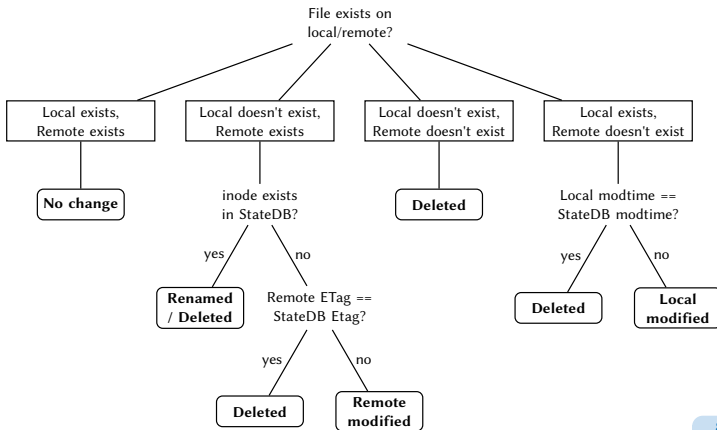 File exists on
local/remote?
Local exists,
Remote exists
Local doesn't exist,
Remote exists
Local doesn't exist,
Remote doesn't exist
Local exists,
Remote doesn't exist
No change
inode exists
in StateDB?
Deleted
Local modtime ==
StateDB modtime?
yes
no
yes
no
Renamed
/ Deleted
Remote ETag ==
StateDB Etag?
Deleted
Local
modified
yes
no
Deleted
Remote
modified